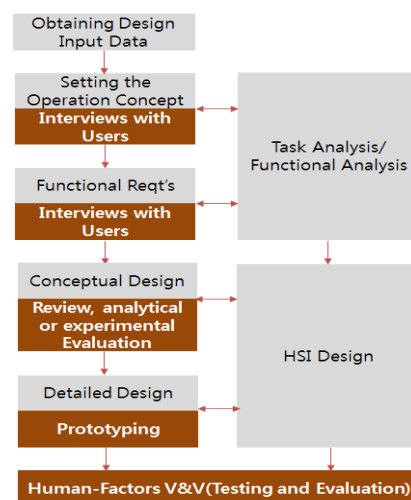 Obtaining Design
Input Data
Setting the
Operation Concept
Interviews with
Users
Task Analysis/
Functional Analysis
Functional Reqt's
Interviews with
Users
Conceptual Design
Review, analytical
or experimental
Evaluation
HSI Design
Detailed Design
Prototyping
Human-Factors V&V(Testing and Evaluation)